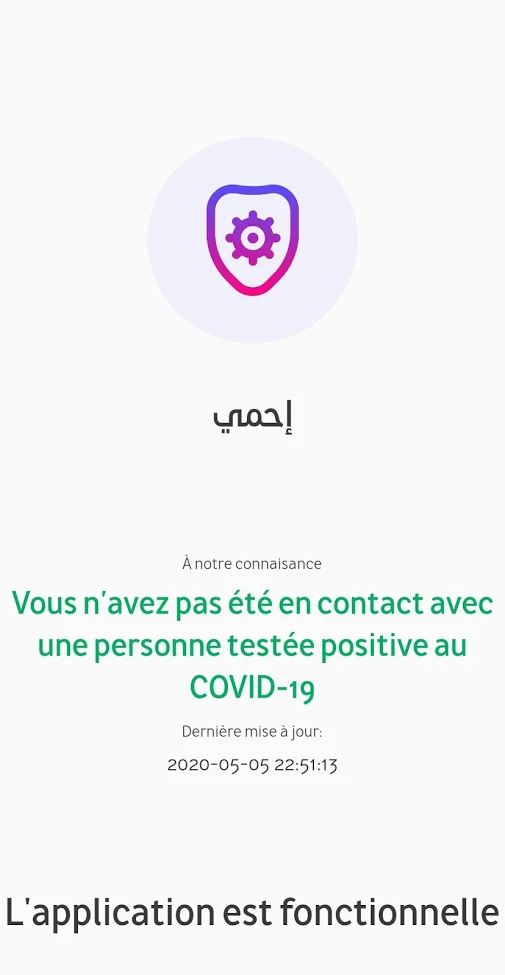 إحمي
À notre connaisance
Vous n'avez pas été en contact avec
une personne testée positive au
COVID-19
Dernière mise à jour:
2020-05-05 22:51:13
L'application est fonctionnelle